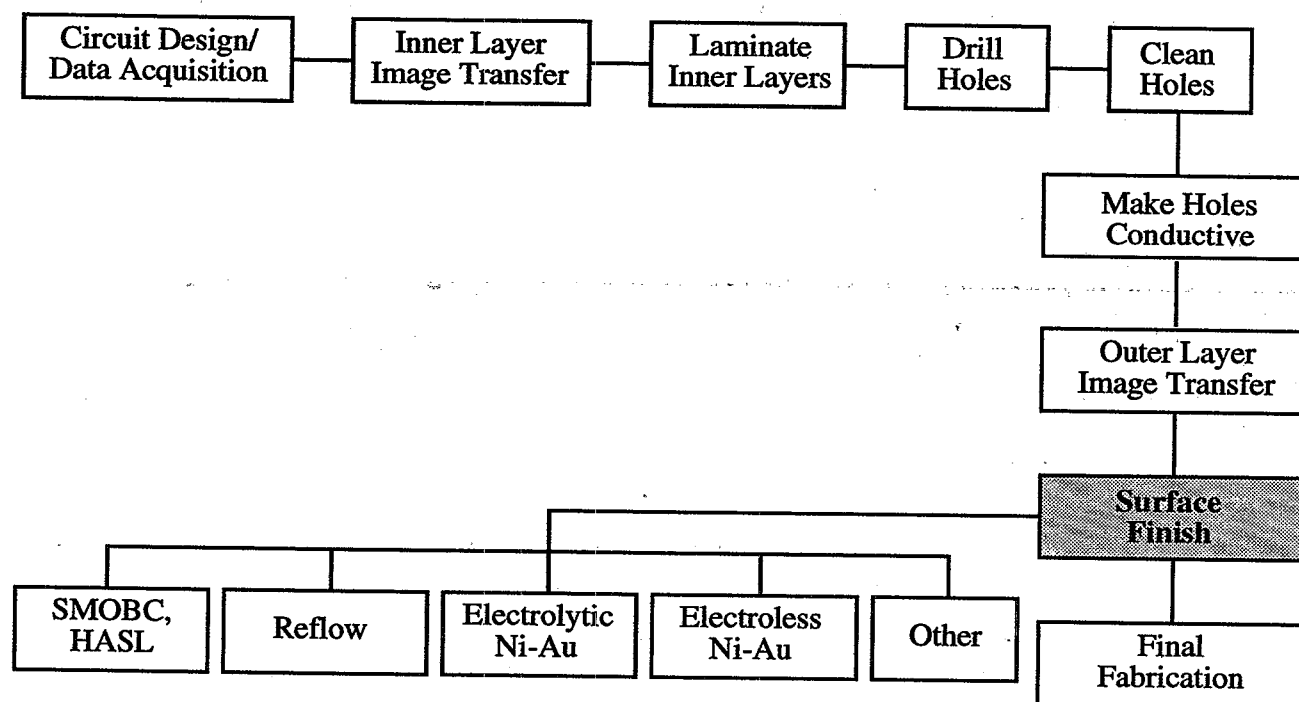 Circuit Design/
Data Acquisition
Inner Layer
Image Transfer
Laminate
Inner Layers
Drill
Holes
Clean
Holes
Make Holes
Conductive
Outer Layer
Image Transfer
Surface
Finish
SMOBC,
HASL
Reflow
Electrolytic
Ni-Au
Electroless
Ni-Au
Other
Final
Fabrication